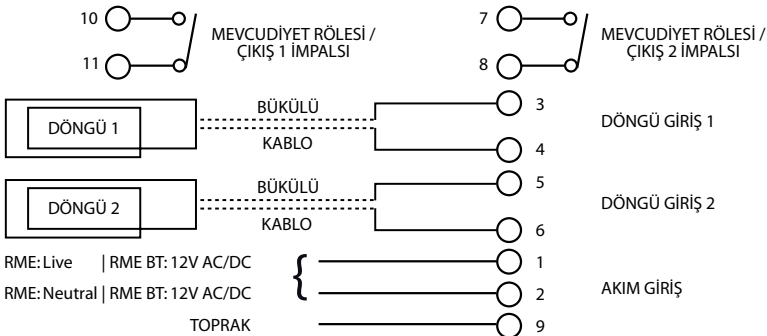 10
11
MEVCUDİYET RÖLESİ /
ÇIKIŞ 1 İMPALSI
7
8
MEVCUDİYET RÖLESİ /
ÇIKIŞ 2 İMPALSI
DÖNGÜ 1
BÜKÜLÜ
KABLO
3
4
DÖNGÜ GİRİŞ 1
DÖNGÜ 2
BÜKÜLÜ
KABLO
5
6
DÖNGÜ GİRİŞ 2
RME: Live | RME BT: 12V AC/DC
1
RME: Neutral | RME BT: 12V AC/DC
2
AKIM GİRİŞ
TOPRAK
9